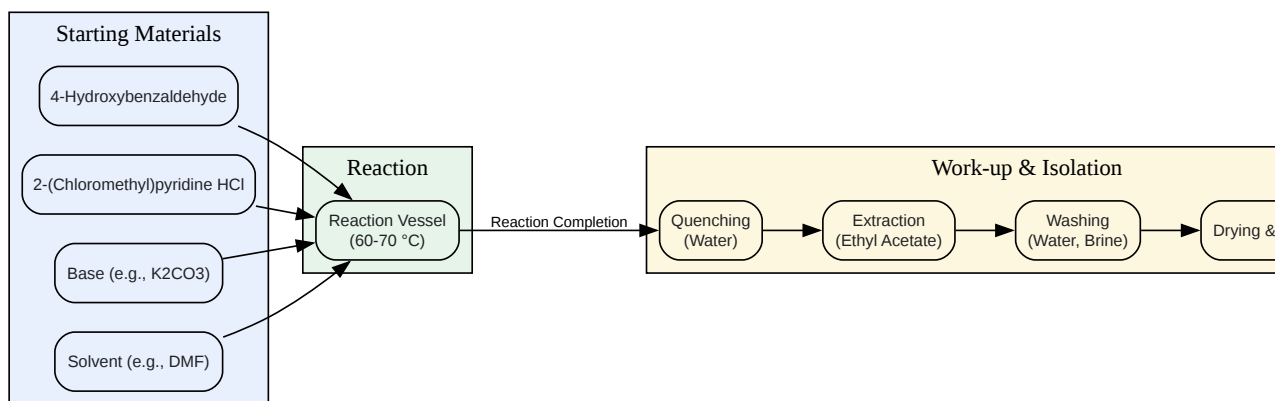 Starting Materials
4-Hydroxybenzaldehyde
2-(Chloromethyl)pyridine HCl
Base (e.g., K2CO3)
Solvent (e.g., DMF)
Reaction
Reaction Vessel
(60-70 °C)
Reaction Completion
Work-up & Isolation
Quenching
(Water)
Extraction
(Ethyl Acetate)
Washing
(Water, Brine)
Drying &